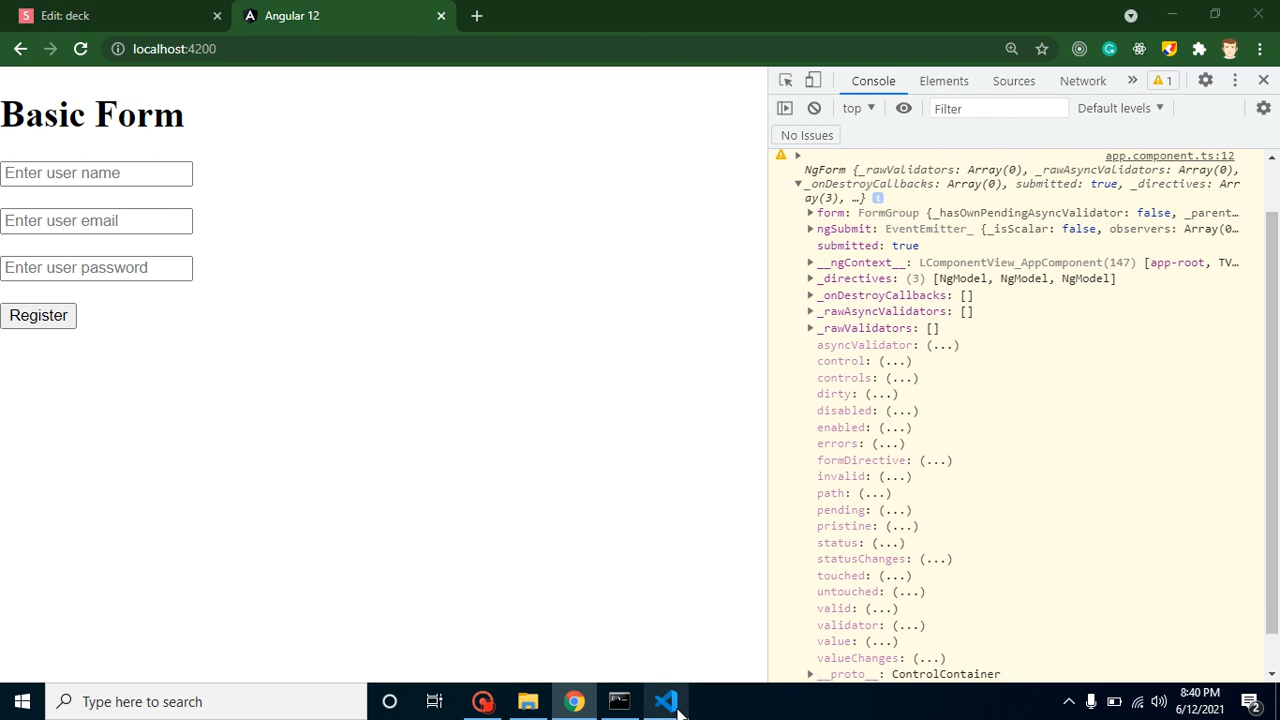 Edit: deck
Angular 12
localhost:4200
Basic Form
Enter user name
Enter user email
Enter user password
Register
Console Elements Sources Network 1
top Filter Default levels
No Issues
app.component.ts:12
NgForm {_rawValidators: Array(0), _rawAsyncValidators: Array(0),
_onDestroyCallbacks: Array(0), submitted: true, _directives: Arr
ay(3), …}
form: FormGroup {_hasOwnPendingAsyncValidator: false, _parent…
ngSubmit: EventEmitter_ {_isScalar: false, observers: Array(0…
submitted: true
__ngContext__: LComponentView_AppComponent(147) [app-root, TV…
_directives: (3) [NgModel, NgModel, NgModel]
_onDestroyCallbacks: []
_rawAsyncValidators: []
_rawValidators: []
asyncValidator: (...)
control: (...)
controls: (...)
dirty: (...)
disabled: (...)
enabled: (...)
errors: (...)
formDirective: (...)
invalid: (...)
path: (...)
pending: (...)
pristine: (...)
status: (...)
statusChanges: (...)
touched: (...)
untouched: (...)
valid: (...)
validator: (...)
value: (...)
valueChanges: (...)
__proto__: ControlContainer
Type here to search
8:40 PM
6/12/2021
2